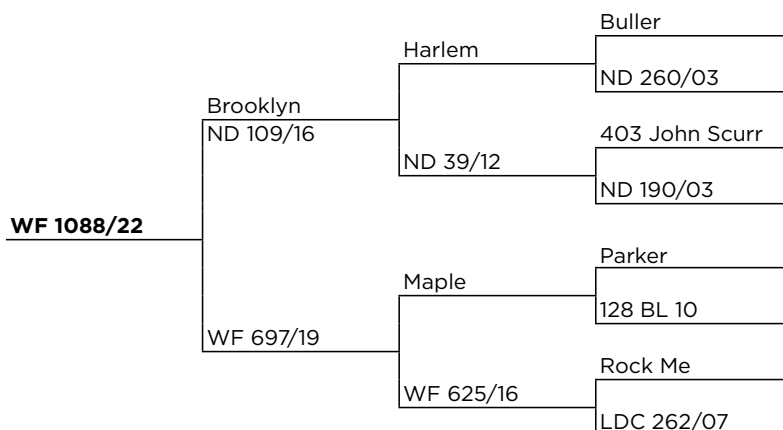 Buller
Harlem
ND 260/03
Brooklyn
ND 109/16
403 John Scurr
ND 39/12
ND 190/03
WF 1088/22
Parker
Maple
128 BL 10
WF 697/19
Rock Me
WF 625/16
LDC 262/07